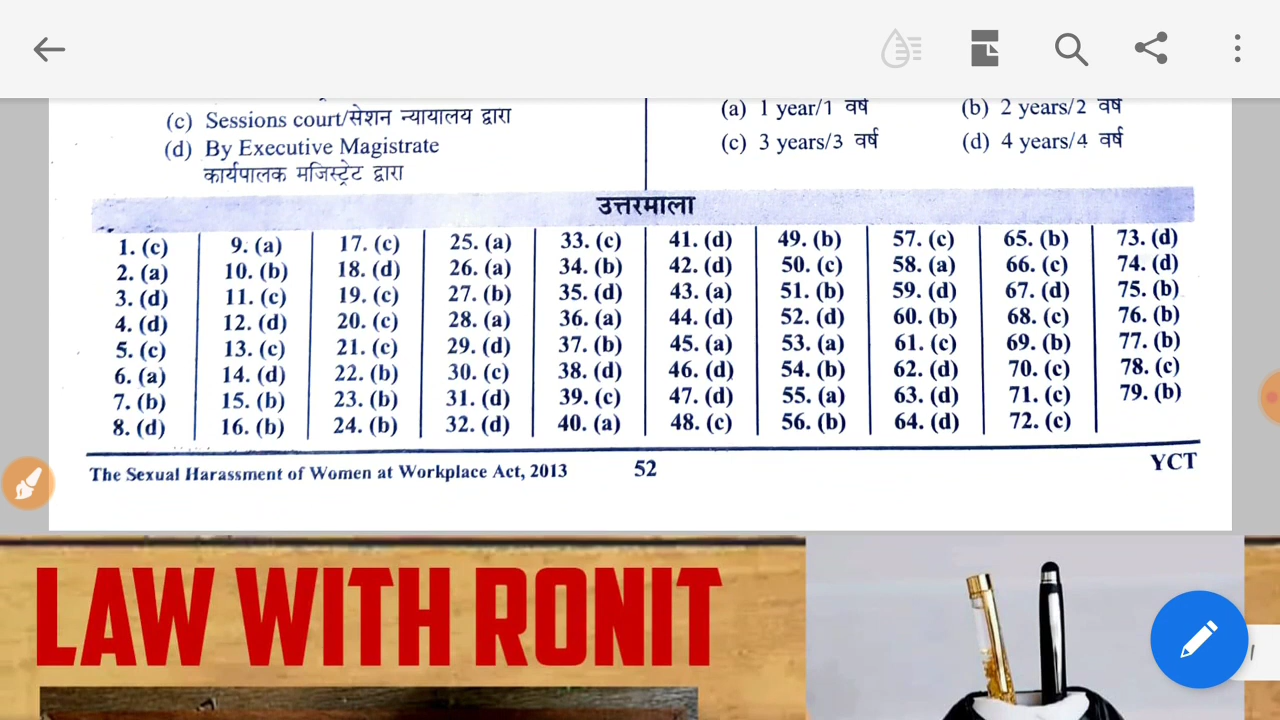 (c) Sessions court/सेशन न्यायालय द्वारा
(d) By Executive Magistrate
कार्यपालक मजिस्ट्रेट द्वारा
(a) 1 year/1 वर्ष (b) 2 years/2 वर्ष
(c) 3 years/3 वर्ष (d) 4 years/4 वर्ष
उत्तरमाला
1. (c) 9. (a) 17. (c) 25. (a) 33. (c) 41. (d) 49. (b) 57. (c) 65. (b) 73. (d)
2. (a) 10. (b) 18. (d) 26. (a) 34. (b) 42. (d) 50. (c) 58. (a) 66. (c) 74. (d)
3. (d) 11. (c) 19. (c) 27. (b) 35. (d) 43. (a) 51. (b) 59. (d) 67. (d) 75. (b)
4. (d) 12. (d) 20. (c) 28. (a) 36. (a) 44. (d) 52. (d) 60. (b) 68. (c) 76. (b)
5. (c) 13. (c) 21. (c) 29. (d) 37. (b) 45. (a) 53. (a) 61. (c) 69. (b) 77. (b)
6. (a) 14. (d) 22. (b) 30. (c) 38. (d) 46. (d) 54. (b) 62. (d) 70. (c) 78. (c)
7. (b) 15. (b) 23. (b) 31. (d) 39. (c) 47. (d) 55. (a) 63. (d) 71. (c) 79. (b)
8. (d) 16. (b) 24. (b) 32. (d) 40. (a) 48. (c) 56. (b) 64. (d) 72. (c)
The Sexual Harassment of Women at Workplace Act, 2013 52 YCT
LAW WITH RONIT